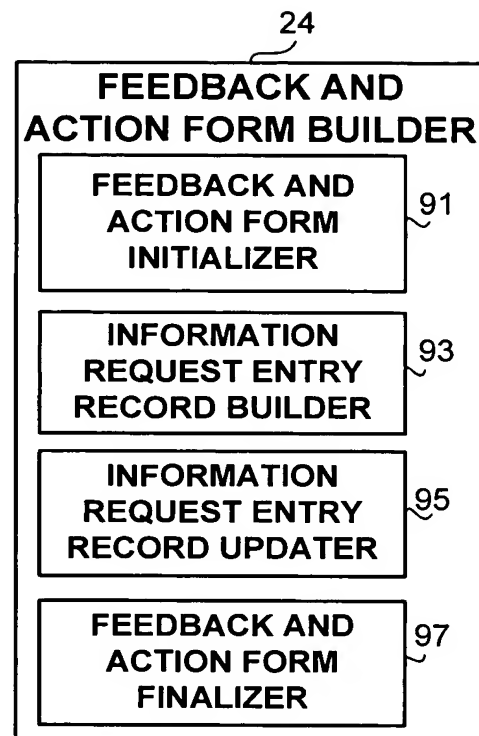 24
FEEDBACK AND
ACTION FORM BUILDER
FEEDBACK AND
ACTION FORM
INITIALIZER
91
INFORMATION
REQUEST ENTRY
RECORD BUILDER
93
INFORMATION
REQUEST ENTRY
RECORD UPDATER
95
FEEDBACK AND
ACTION FORM
FINALIZER
97